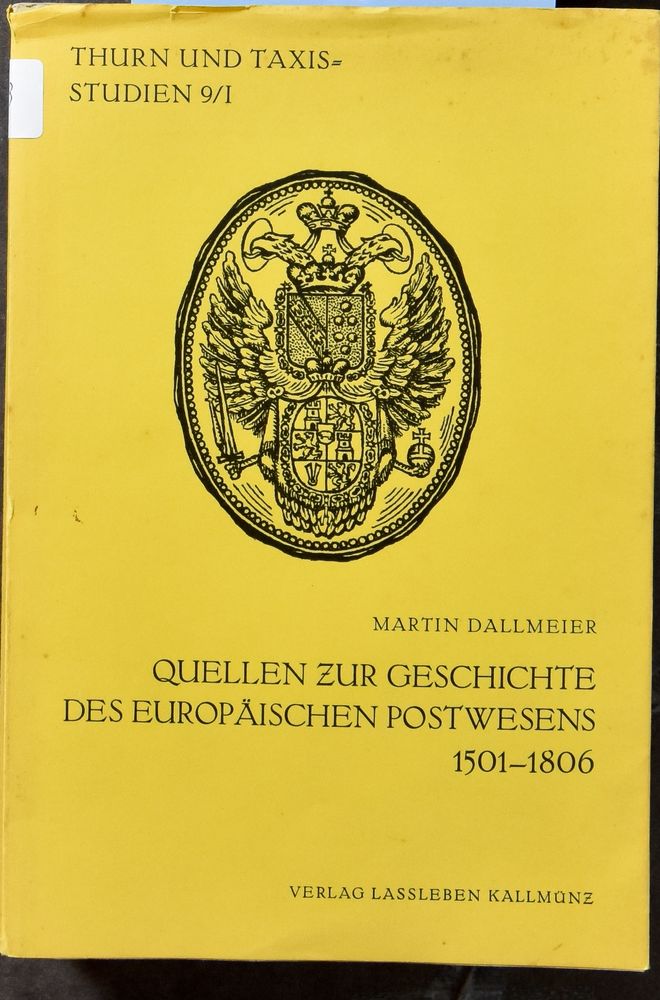 THURN UND TAXIS=
STUDIEN 9/I
MARTIN DALLMEIER
QUELLEN ZUR GESCHICHTE
DES EUROPÄISCHEN POSTWESENS
1501–1806
VERLAG LASSLEBEN KALLMÜNZ